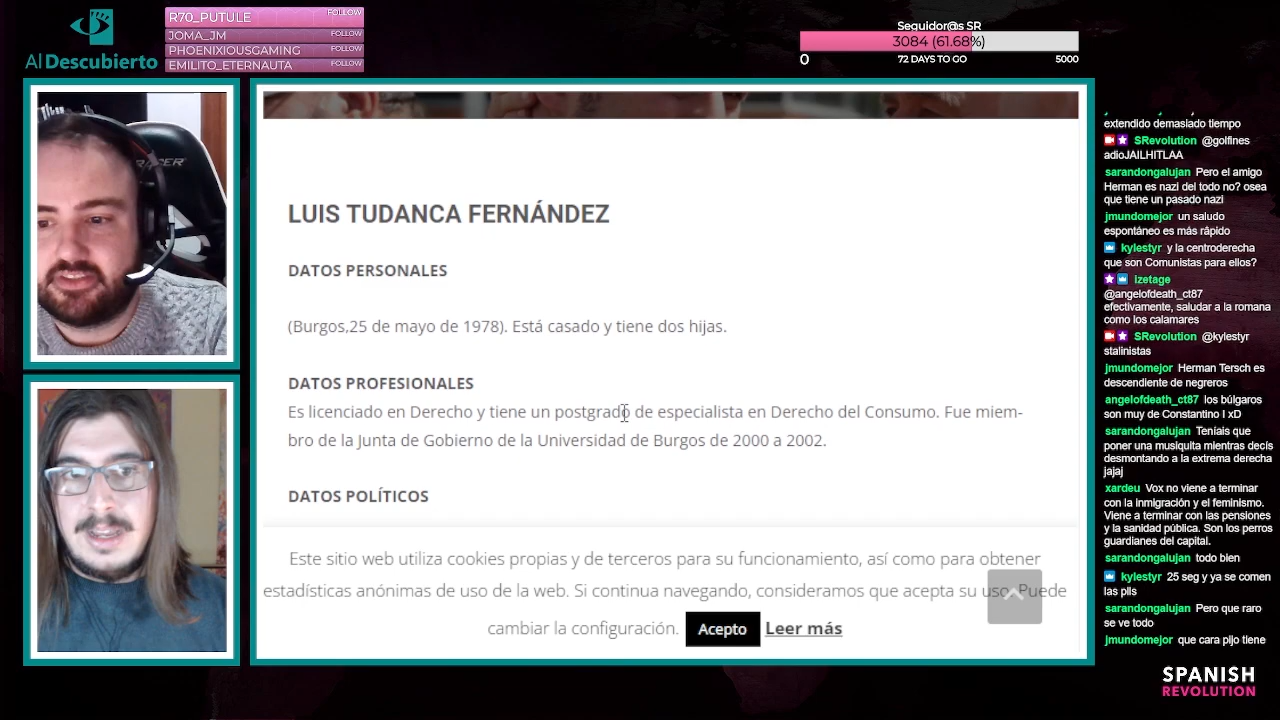 Al Descubierto
R70_PUTULE FOLLOW
JOMA_JM FOLLOW
PHOENIXIOUSGAMING FOLLOW
EMILITO_ETERNAUTA FOLLOW
Seguidor@s SR
3084 (61.68%)
0 72 DAYS TO GO 5000
LUIS TUDANCA FERNÁNDEZ
DATOS PERSONALES
(Burgos,25 de mayo de 1978). Está casado y tiene dos hijas.
DATOS PROFESIONALES
Es licenciado en Derecho y tiene un postgrado de especialista en Derecho del Consumo. Fue miem-
bro de la Junta de Gobierno de la Universidad de Burgos de 2000 a 2002.
DATOS POLÍTICOS
Este sitio web utiliza cookies propias y de terceros para su funcionamiento, así como para obtener
estadísticas anónimas de uso de la web. Si continua navegando, consideramos que acepta su uso. Puede
cambiar la configuración. Acepto Leer más
extendido demasiado tiempo
SRevolution @golfines
adioJAILHITLAA
sarandongalujan Pero el amigo
Herman es nazi del todo no? osea
que tiene un pasado nazi
jmundomejor un saludo
espontáneo es más rápido
kylestyr y la centroderecha
que son Comunistas para ellos?
izetage
@angelofdeath_ct87
efectivamente, saludar a la romana
como los calamares
SRevolution @kylestyr
stalinistas
jmundomejor Herman Tersch es
descendiente de negreros
angelofdeath_ct87 los búlgaros
son muy de Constantino I xD
sarandongalujan Teníais que
poner una musiquita mientras decís
desmontando a la extrema derecha
jajaj
xardeu Vox no viene a terminar
con la inmigración y el feminismo.
Viene a terminar con las pensiones
y la sanidad pública. Son los perros
guardianes del capital.
sarandongalujan todo bien
kylestyr 25 seg y ya se comen
las plls
sarandongalujan Pero que raro
se ve todo
jmundomejor que cara pijo tiene
SPANISH
REVOLUTION